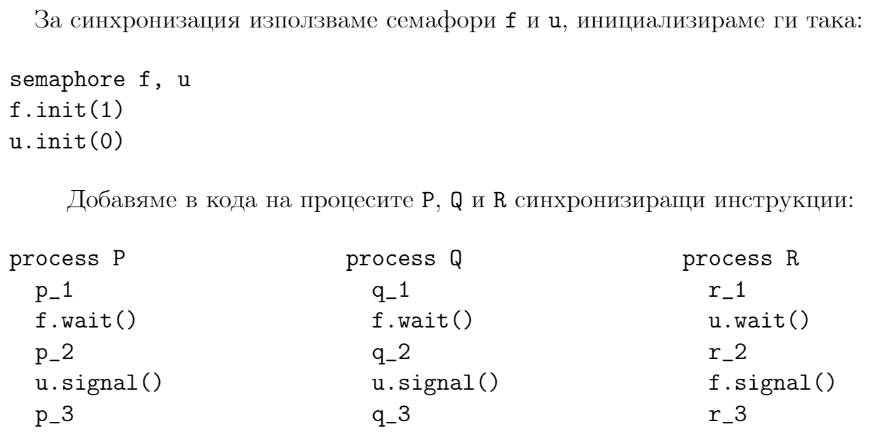 За синхронизация използваме семафори f и u, инициализираме ги така:
semaphore f, u
f.init(1)
u.init(0)
Добавяме в кода на процесите P, Q и R синхронизиращи инструкции:
process P process Q process R
p_1 q_1 r_1
f.wait() f.wait() u.wait()
p_2 q_2 r_2
u.signal() u.signal() f.signal()
p_3 q_3 r_3